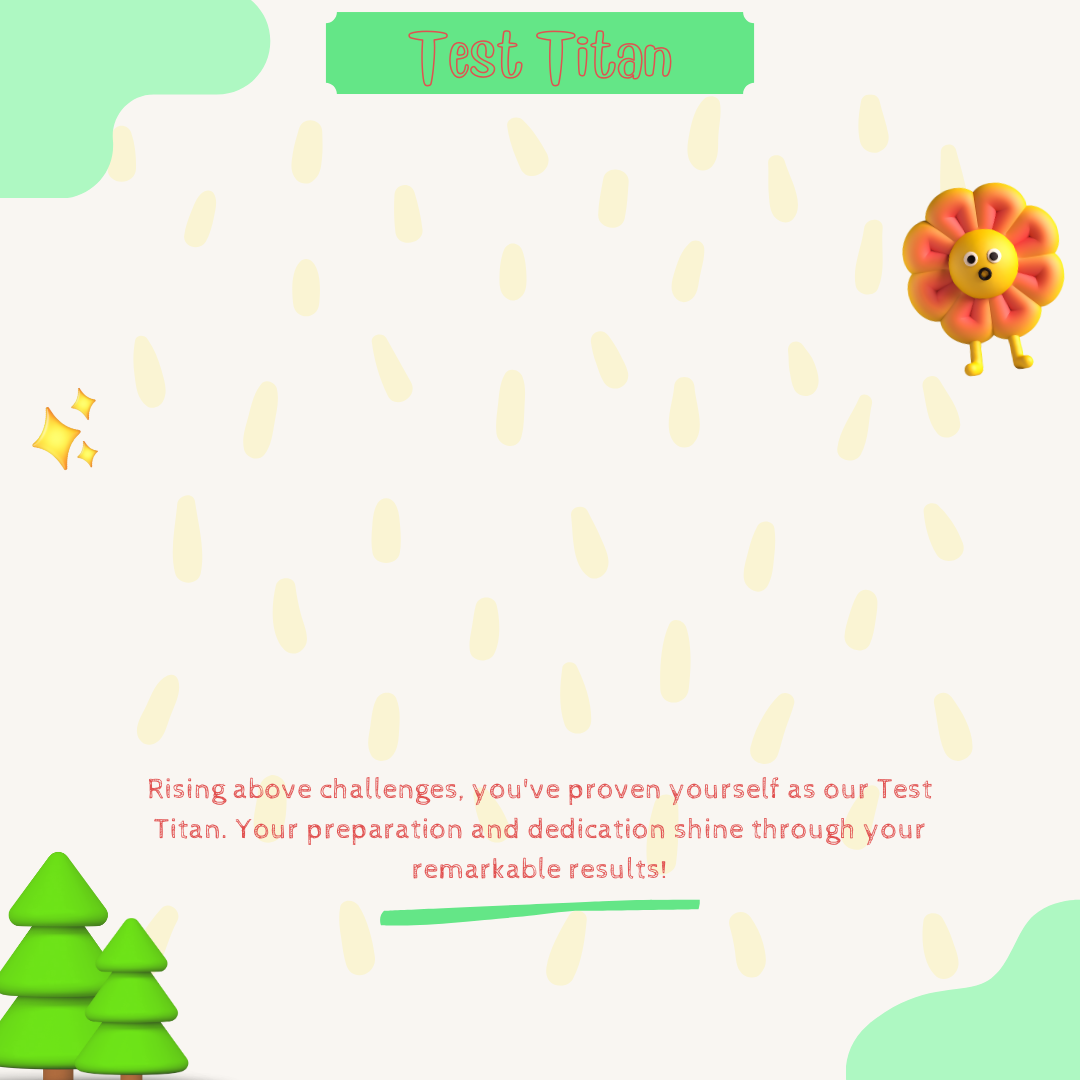 Test Titan
Rising above challenges, you've proven yourself as our Test
Titan. Your preparation and dedication shine through your
remarkable results!